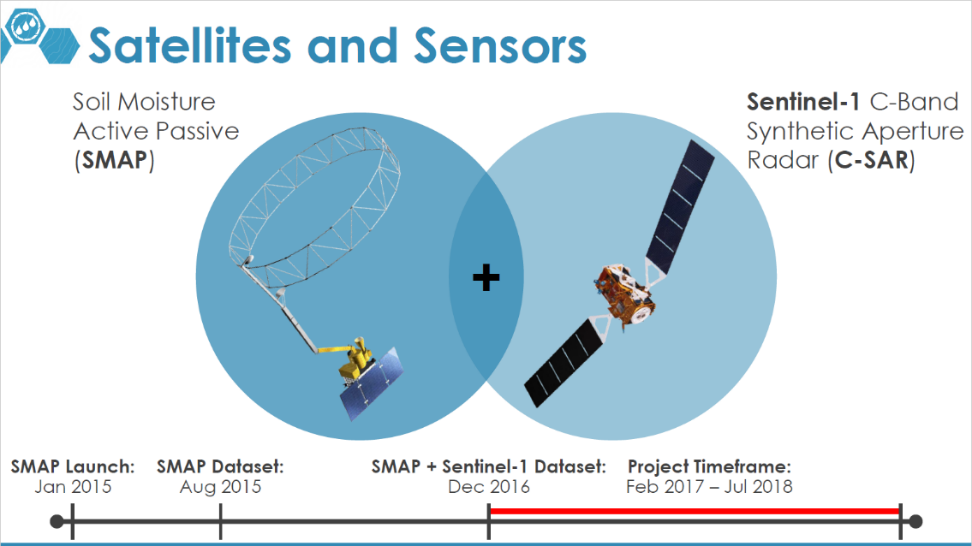 Satellites and Sensors
Soil Moisture
Active Passive
(SMAP)
Sentinel-1 C-Band
Synthetic Aperture
Radar (C-SAR)
+
SMAP Launch:
Jan 2015
SMAP Dataset:
Aug 2015
SMAP + Sentinel-1 Dataset:
Dec 2016
Project Timeframe:
Feb 2017 – Jul 2018